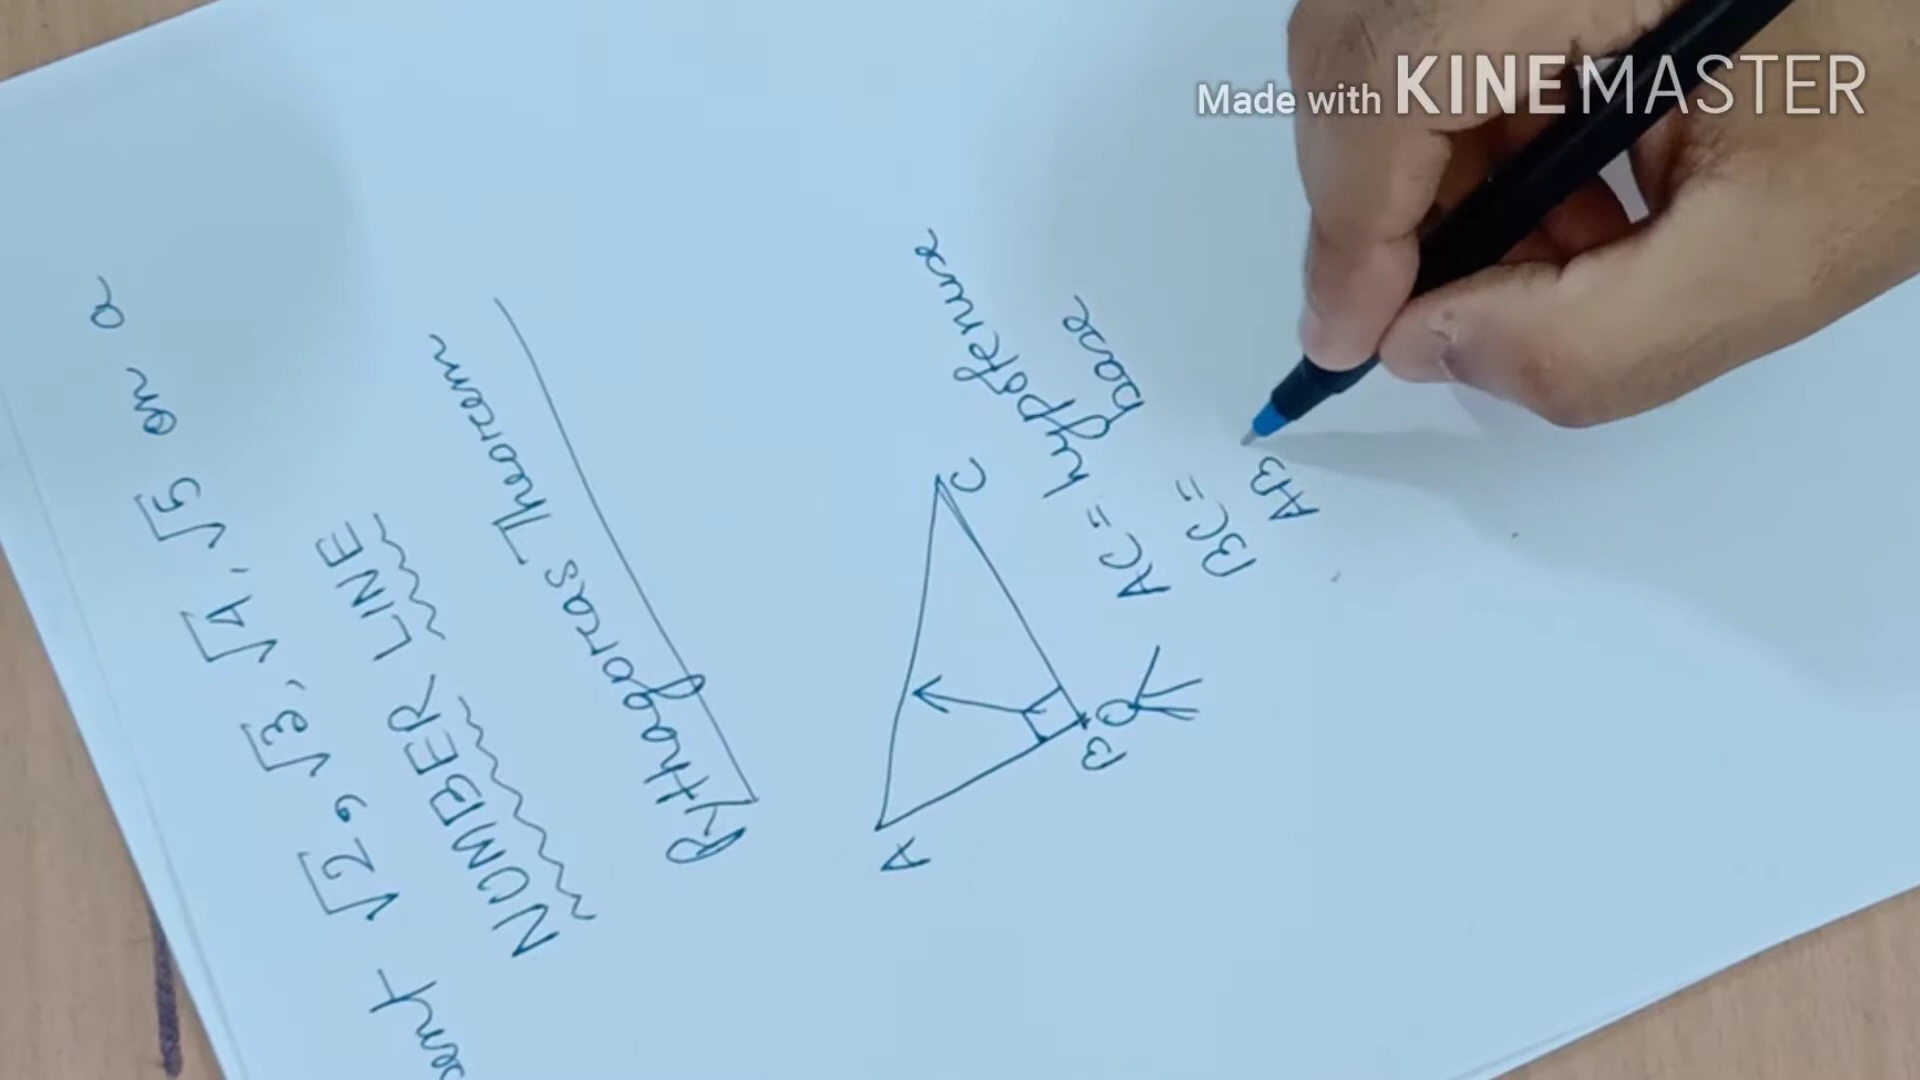 Made with KINEMASTER
√2, √3, √4, √5 on a
NUMBER LINE
Pythagoras Theorem
A
B
C
AC = hypotenuse
BC = base
AB